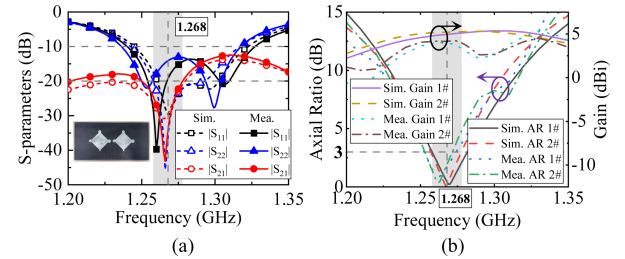 1.268
5
0
-10
-20
-30
-40
-50
S-parameters (dB)
Sim. Mea.
|S11| |S11|
|S22| |S22|
|S21| |S21|
1.20 1.25 1.30 1.35
Frequency (GHz)
(a)
15
12
9
6
3
0
Axial Ratio (dB)
Sim. Gain 1#
Sim. Gain 2#
Mea. Gain 1#
Mea. Gain 2#
Sim. AR 1#
Sim. AR 2#
Mea. AR 1#
Mea. AR 2#
5
0
-5
-10
Gain (dBi)
1.268
1.20 1.25 1.30 1.35
Frequency (GHz)
(b)